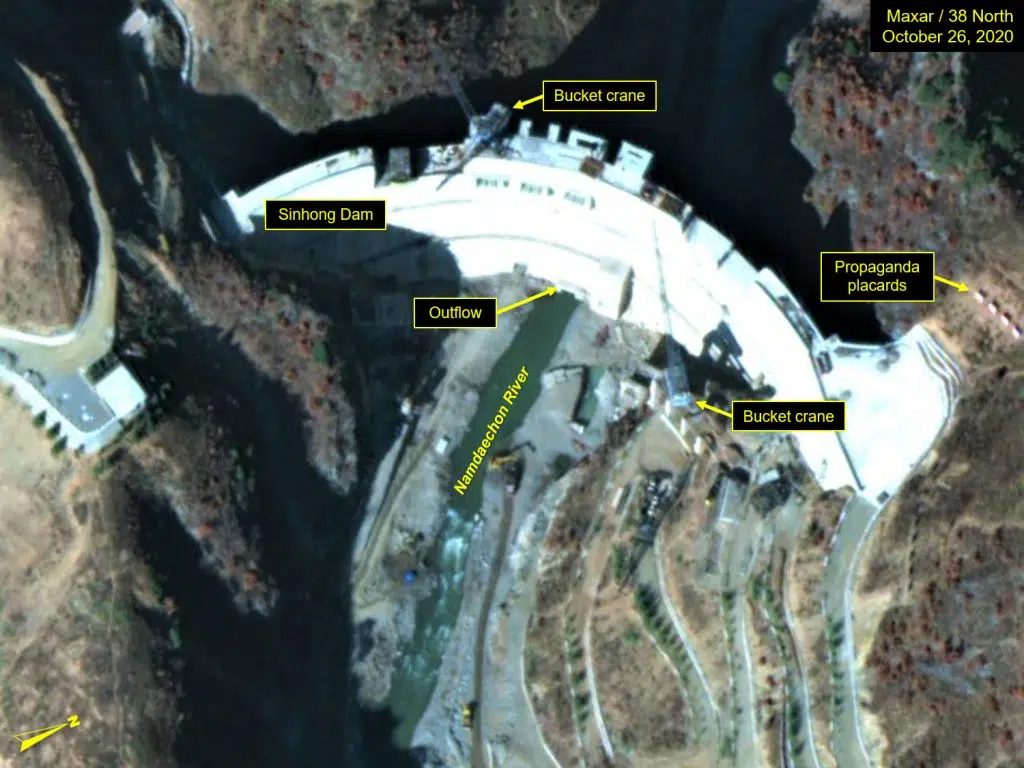 Maxar / 38 North
October 26, 2020
Bucket crane
Sinhong Dam
Propaganda
placards
Outflow
Namdaechon River
Bucket crane
N